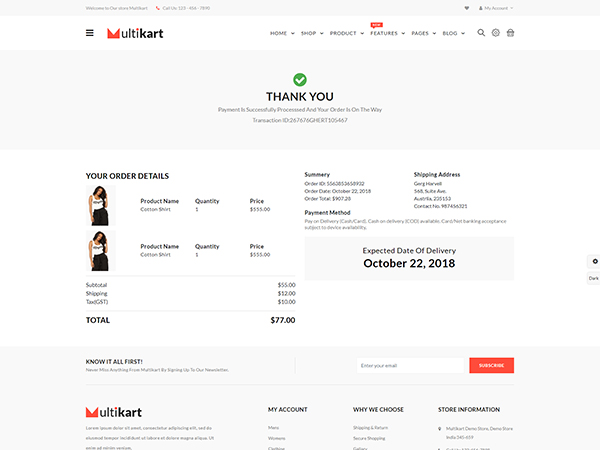 Welcome to Our store Multikart Call Us: 123 - 456 - 7890 My Account
Multikart HOME SHOP PRODUCT NEW FEATURES PAGES BLOG
THANK YOU
Payment Is Successfully Processsed And Your Order Is On The Way
Transaction ID:267676GHERT105467
YOUR ORDER DETAILS
Product Name Quantity Price
Cotton Shirt 1 $555.00
Product Name Quantity Price
Cotton Shirt 1 $555.00
Subtotal $55.00
Shipping $12.00
Tax(GST) $10.00
TOTAL $77.00
Summery
Order ID: 5563853658932
Order Date: October 22, 2018
Order Total: $907.28
Shipping Address
Gerg Harvell
568, Suite Ave.
Austrlia, 235153
Contact No. 987456321
Payment Method
Pay on Delivery (Cash/Card). Cash on delivery (COD) available. Card/Net banking acceptance
subject to device availability.
Expected Date Of Delivery
October 22, 2018
Dark
KNOW IT ALL FIRST!
Never Miss Anything From Multikart By Signing Up To Our Newsletter.
Enter your email SUBSCRIBE
Multikart
Lorem ipsum dolor sit amet, consectetur adipiscing elit, sed
do eiusmod tempor incididunt ut labore et dolore magna
aliqua. Ut enim ad minim veniam, quis nostrud
MY ACCOUNT
Mens
Womens
Clothing
WHY WE CHOOSE
Shipping & Return
Secure Shopping
Gallary
STORE INFORMATION
Multikart Demo Store, Demo Store
India 345-659